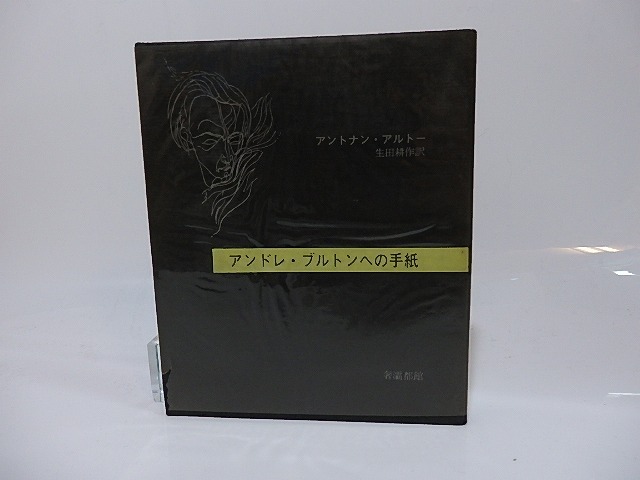 アントナン・アルトー
生田耕作訳
アンドレ・ブルトンへの手紙
奢灞都館